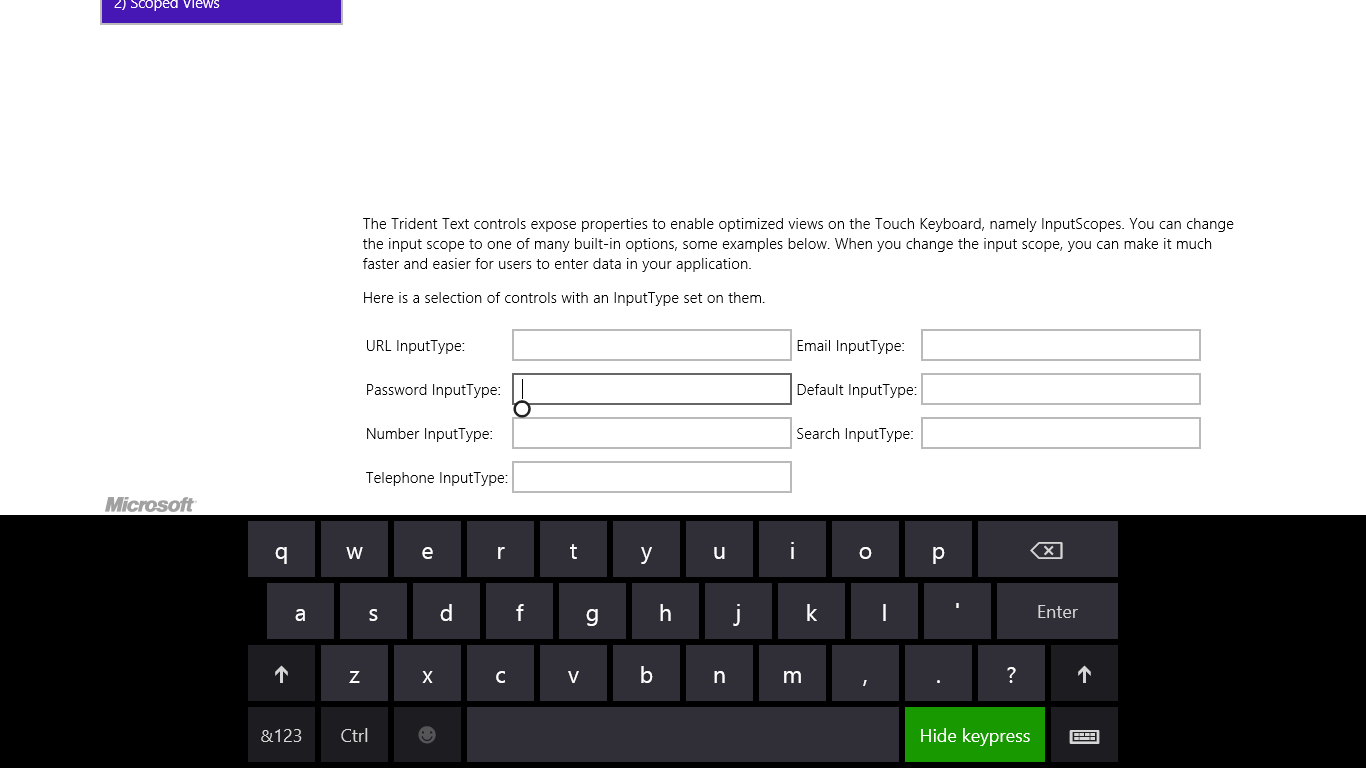 2) Scoped Views
The Trident Text controls expose properties to enable optimized views on the Touch Keyboard, namely InputScopes. You can change
the input scope to one of many built-in options, some examples below. When you change the input scope, you can make it much
faster and easier for users to enter data in your application.
Here is a selection of controls with an InputType set on them.
URL InputType: Email InputType:
Password InputType: Default InputType:
Number InputType: Search InputType:
Telephone InputType:
Microsoft
q w e r t y u i o p
a s d f g h j k l ' Enter
z x c v b n m , . ?
&123 Ctrl Hide keypress